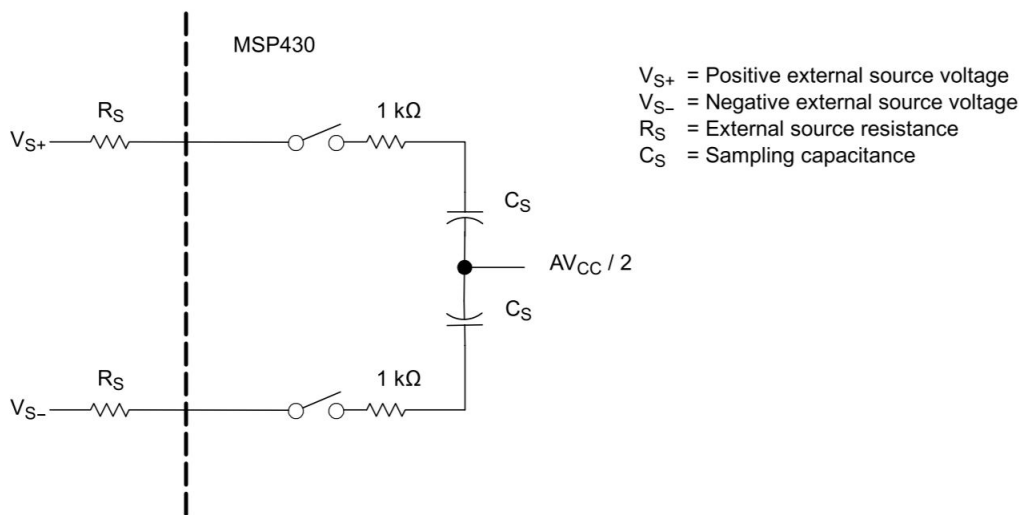 MSP430
V_S+ = Positive external source voltage
V_S– = Negative external source voltage
R_S = External source resistance
C_S = Sampling capacitance
V_S+
R_S
1 kΩ
C_S
AV_CC / 2
C_S
V_S–
R_S
1 kΩ